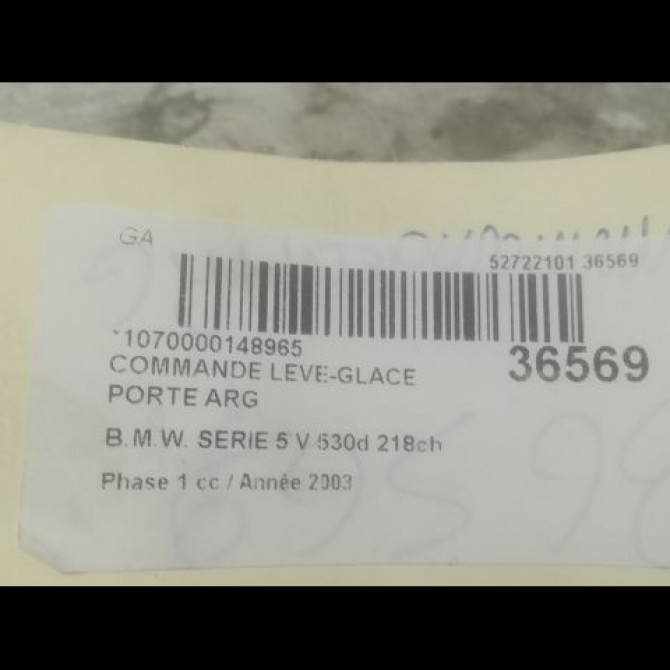 GA
52722101 36569
*1070000148965
36569
COMMANDE LEVE-GLACE
PORTE ARG
B.M.W. SERIE 5 V 530d 218ch
Phase 1 cc / Année 2003